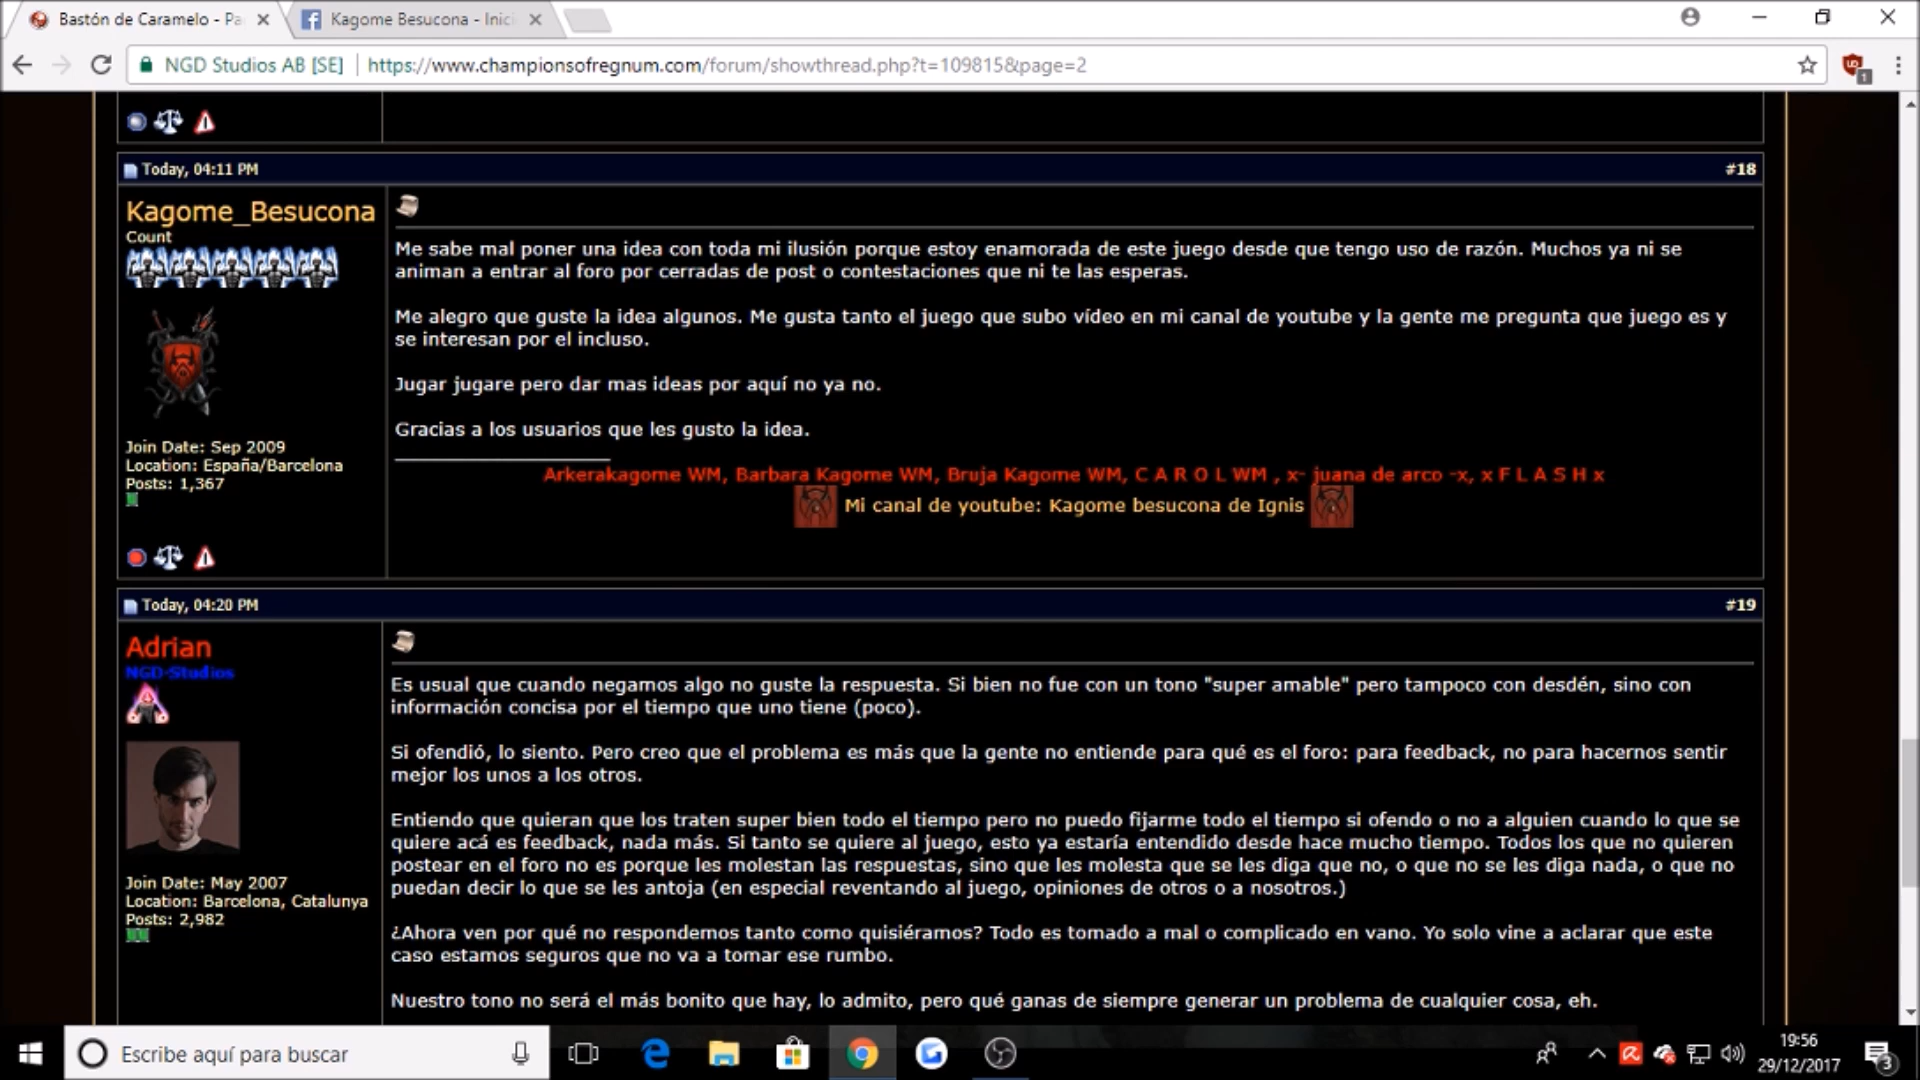 Bastón de Caramelo - Pa
Kagome Besucona - Inici
NGD Studios AB [SE]
https://www.championsofregnum.com/forum/showthread.php?t=109815&page=2
1
Today, 04:11 PM
#18
Kagome_Besucona
Count
Join Date: Sep 2009
Location: España/Barcelona
Posts: 1,367
Me sabe mal poner una idea con toda mi ilusión porque estoy enamorada de este juego desde que tengo uso de razón. Muchos ya ni se
animan a entrar al foro por cerradas de post o contestaciones que ni te las esperas.
Me alegro que guste la idea algunos. Me gusta tanto el juego que subo vídeo en mi canal de youtube y la gente me pregunta que juego es y
se interesan por el incluso.
Jugar jugare pero dar mas ideas por aquí no ya no.
Gracias a los usuarios que les gusto la idea.
Arkerakagome WM, Barbara Kagome WM, Bruja Kagome WM, C A R O L WM , x- juana de arco -x, x F L A S H x
Mi canal de youtube: Kagome besucona de Ignis
Today, 04:20 PM
#19
Adrian
NGD-Studios
Join Date: May 2007
Location: Barcelona, Catalunya
Posts: 2,982
Es usual que cuando negamos algo no guste la respuesta. Si bien no fue con un tono "super amable" pero tampoco con desdén, sino con
información concisa por el tiempo que uno tiene (poco).
Si ofendió, lo siento. Pero creo que el problema es más que la gente no entiende para qué es el foro: para feedback, no para hacernos sentir
mejor los unos a los otros.
Entiendo que quieran que los traten super bien todo el tiempo pero no puedo fijarme todo el tiempo si ofendo o no a alguien cuando lo que se
quiere acá es feedback, nada más. Si tanto se quiere al juego, esto ya estaría entendido desde hace mucho tiempo. Todos los que no quieren
postear en el foro no es porque les molestan las respuestas, sino que les molesta que se les diga que no, o que no se les diga nada, o que no
puedan decir lo que se les antoja (en especial reventando al juego, opiniones de otros o a nosotros.)
¿Ahora ven por qué no respondemos tanto como quisiéramos? Todo es tomado a mal o complicado en vano. Yo solo vine a aclarar que este
caso estamos seguros que no va a tomar ese rumbo.
Nuestro tono no será el más bonito que hay, lo admito, pero qué ganas de siempre generar un problema de cualquier cosa, eh.
Escribe aquí para buscar
19:56
29/12/2017
3